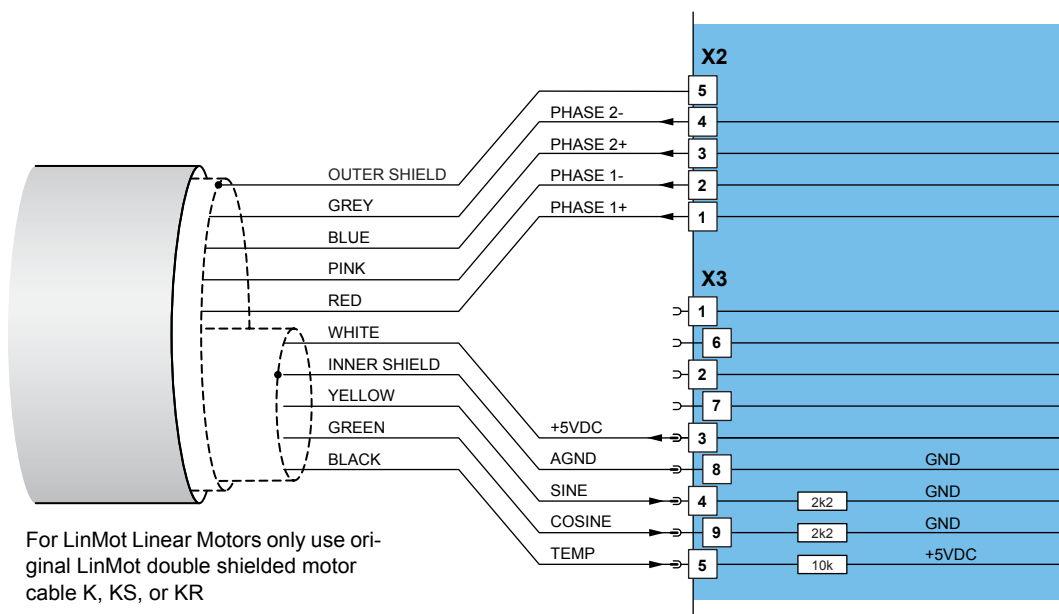 X2
5
PHASE 2-
4
PHASE 2+
3
OUTER SHIELD
PHASE 1-
2
GREY
PHASE 1+
1
BLUE
PINK
X3
RED
1
WHITE
6
INNER SHIELD
2
YELLOW
7
GREEN
+5VDC
3
BLACK
AGND
8
GND
SINE
4
2k2
GND
COSINE
9
2k2
GND
TEMP
5
10k
+5VDC
For LinMot Linear Motors only use ori-
ginal LinMot double shielded motor
cable K, KS, or KR